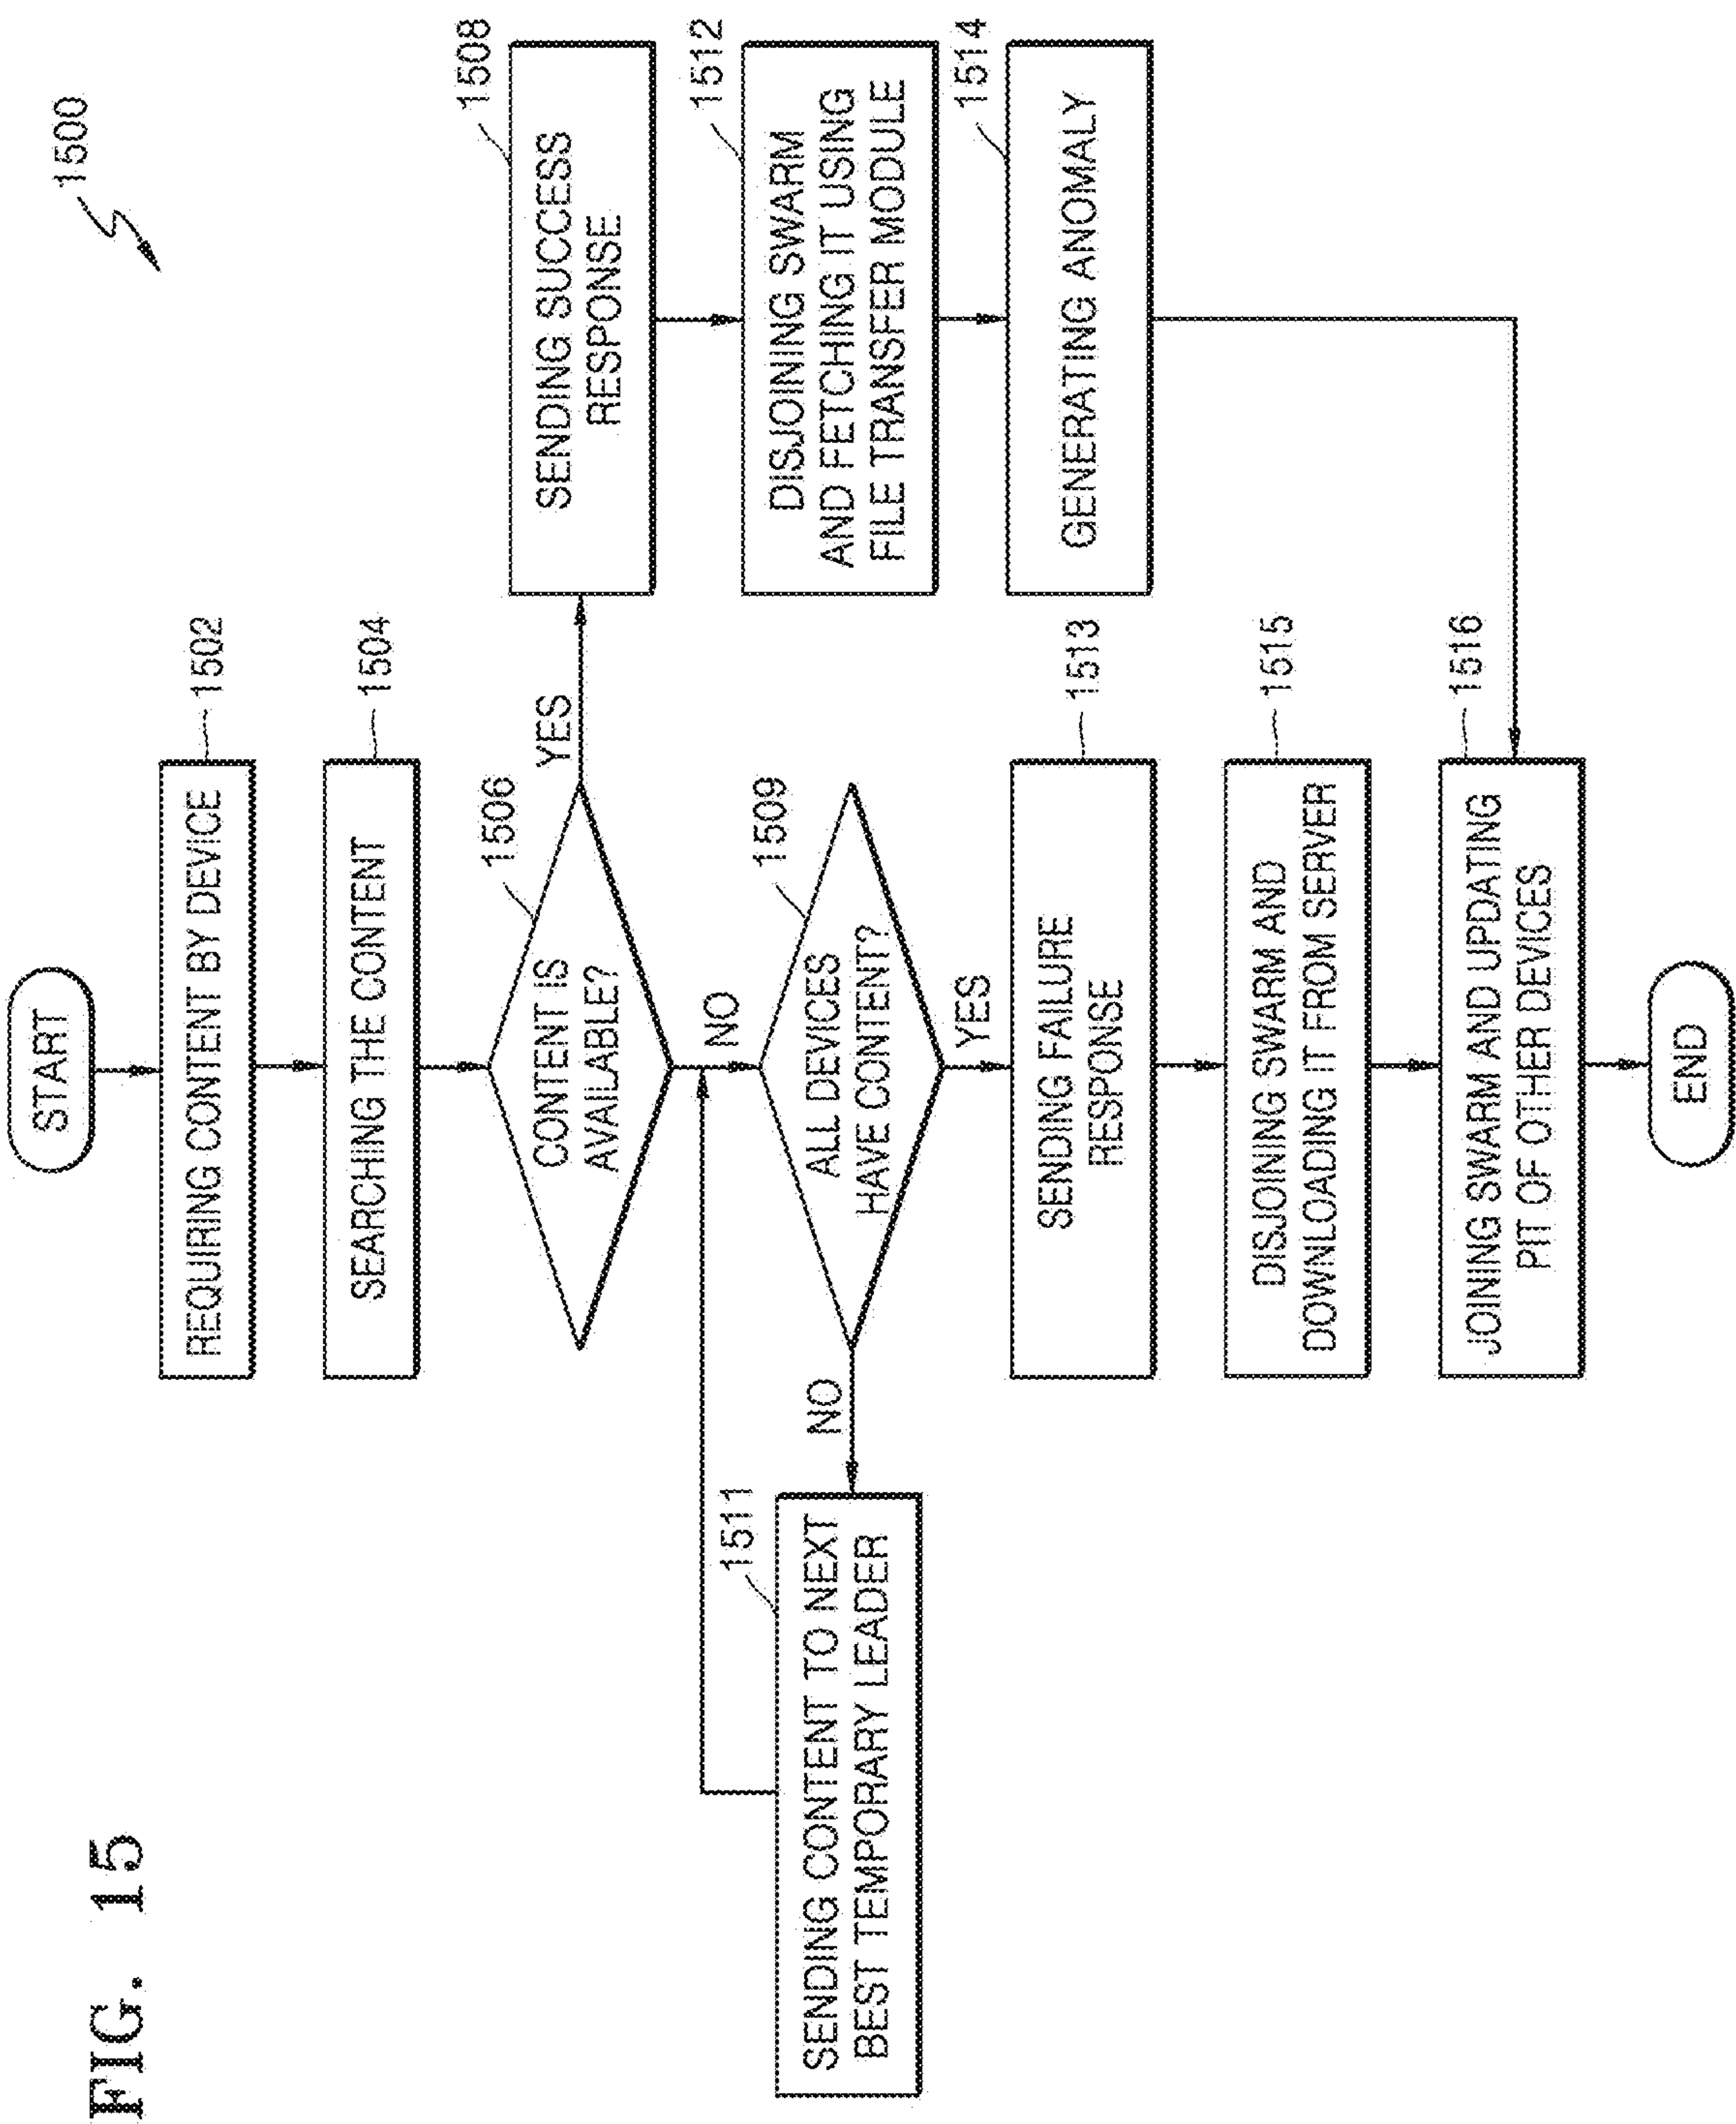 FIG. 15
1500
START
REQUIRING CONTENT BY DEVICE
1502
SEARCHING THE CONTENT
1504
CONTENT IS
AVAILABLE?
1506
YES
SENDING SUCCESS
RESPONSE
1508
NO
ALL DEVICES
HAVE CONTENT?
1509
NO
SENDING CONTENT TO NEXT
BEST TEMPORARY LEADER
1511
DISJOINING SWARM
AND FETCHING IT USING
FILE TRANSFER MODULE
1512
YES
SENDING FAILURE
RESPONSE
1513
GENERATING ANOMALY
1514
DISJOINING SWARM AND
DOWNLOADING IT FROM SERVER
1515
JOINING SWARM AND UPDATING
PIT OF OTHER DEVICES
1516
END